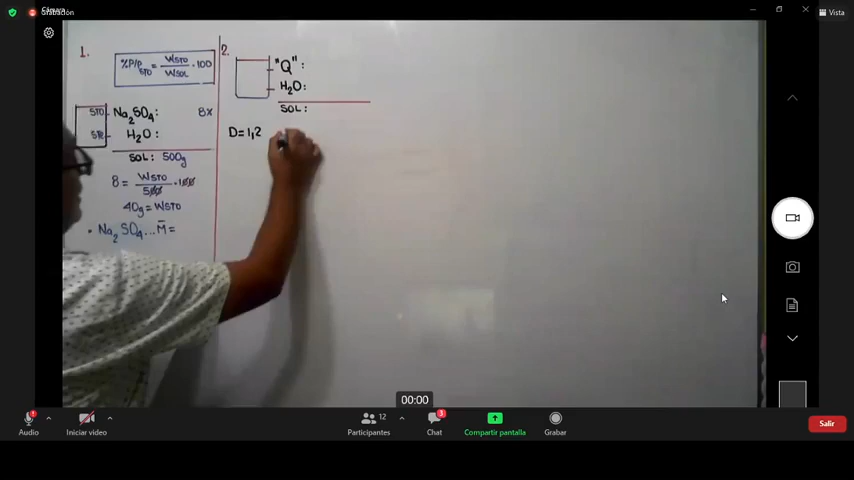 Cámara
Grabación
Vista
1.
%P/P STO = WSTO / WSOL · 100
STO Na2SO4: 8%
STE H2O:
SOL: 500g
8 = WSTO / 500 · 100
40g = WSTO
• Na2SO4 ... M̅ =
2.
"Q":
H2O:
SOL:
D=1,2
00:00
Audio
Iniciar video
12
Participantes
3
Chat
Compartir pantalla
Grabar
Salir